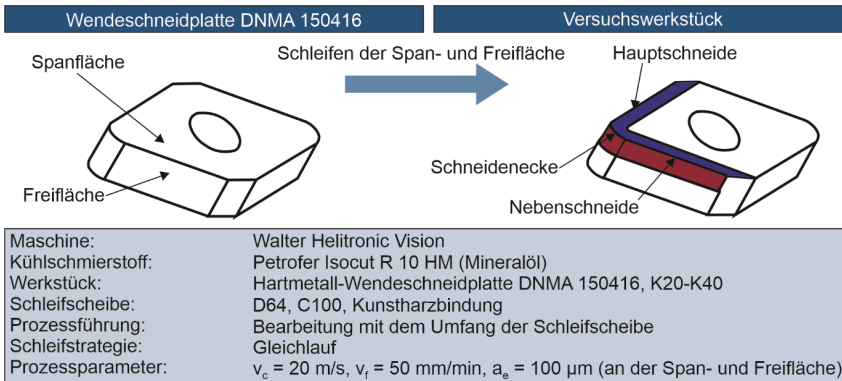 Wendeschneidplatte DNMA 150416
Versuchswerkstück
Schleifen der Span- und Freifläche
Spanfläche
Freifläche
Hauptschneide
Schneidenecke
Nebenschneide
Maschine: Walter Helitronic Vision
Kühlschmierstoff: Petrofer Isocut R 10 HM (Mineralöl)
Werkstück: Hartmetall-Wendeschneidplatte DNMA 150416, K20-K40
Schleifscheibe: D64, C100, Kunstharzbindung
Prozessführung: Bearbeitung mit dem Umfang der Schleifscheibe
Schleifstrategie: Gleichlauf
Prozessparameter: vc = 20 m/s, vf = 50 mm/min, ae = 100 µm (an der Span- und Freifläche)